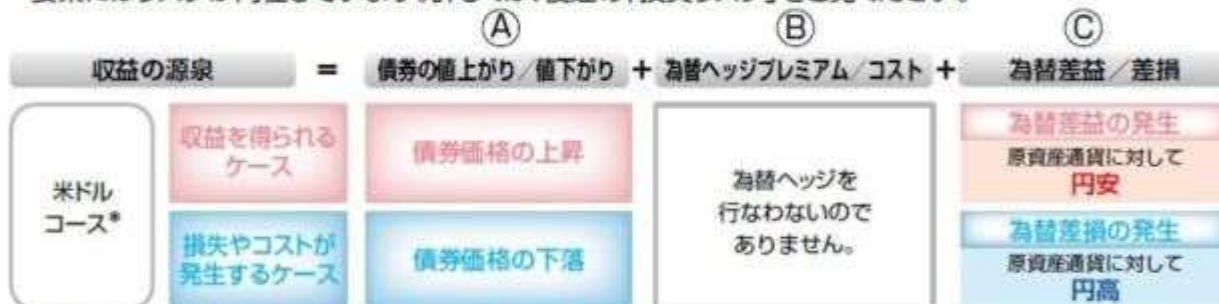 Ⓐ Ⓑ Ⓒ
収益の源泉 = 債券の値上がり/値下がり + 為替ヘッジプレミアム/コスト + 為替差益/差損
米ドル
コース*
収益を得られる
ケース
債券価格の上昇
損失やコストが
発生するケース
債券価格の下落
為替ヘッジを
行なわないので
ありません。
為替差益の発生
原資産通貨に対して
円安
為替差損の発生
原資産通貨に対して
円高